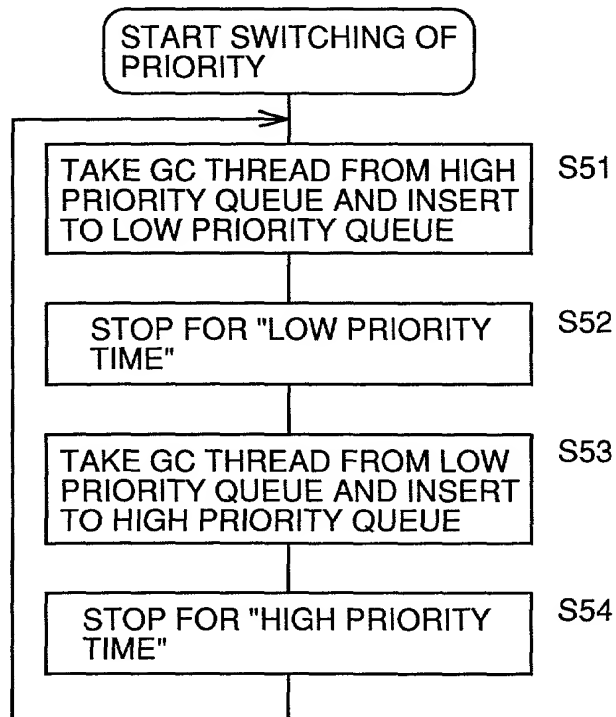 START SWITCHING OF
PRIORITY
TAKE GC THREAD FROM HIGH
PRIORITY QUEUE AND INSERT
TO LOW PRIORITY QUEUE
S51
STOP FOR "LOW PRIORITY
TIME"
S52
TAKE GC THREAD FROM LOW
PRIORITY QUEUE AND INSERT
TO HIGH PRIORITY QUEUE
S53
STOP FOR "HIGH PRIORITY
TIME"
S54